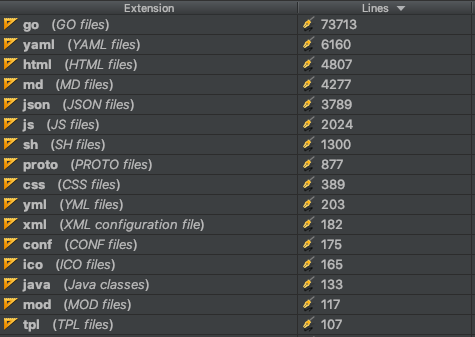 Extension Lines
go (GO files) 73713
yaml (YAML files) 6160
html (HTML files) 4807
md (MD files) 4277
json (JSON files) 3789
js (JS files) 2024
sh (SH files) 1300
proto (PROTO files) 877
css (CSS files) 389
yml (YML files) 203
xml (XML configuration file) 182
conf (CONF files) 175
ico (ICO files) 165
java (Java classes) 133
mod (MOD files) 117
tpl (TPL files) 107